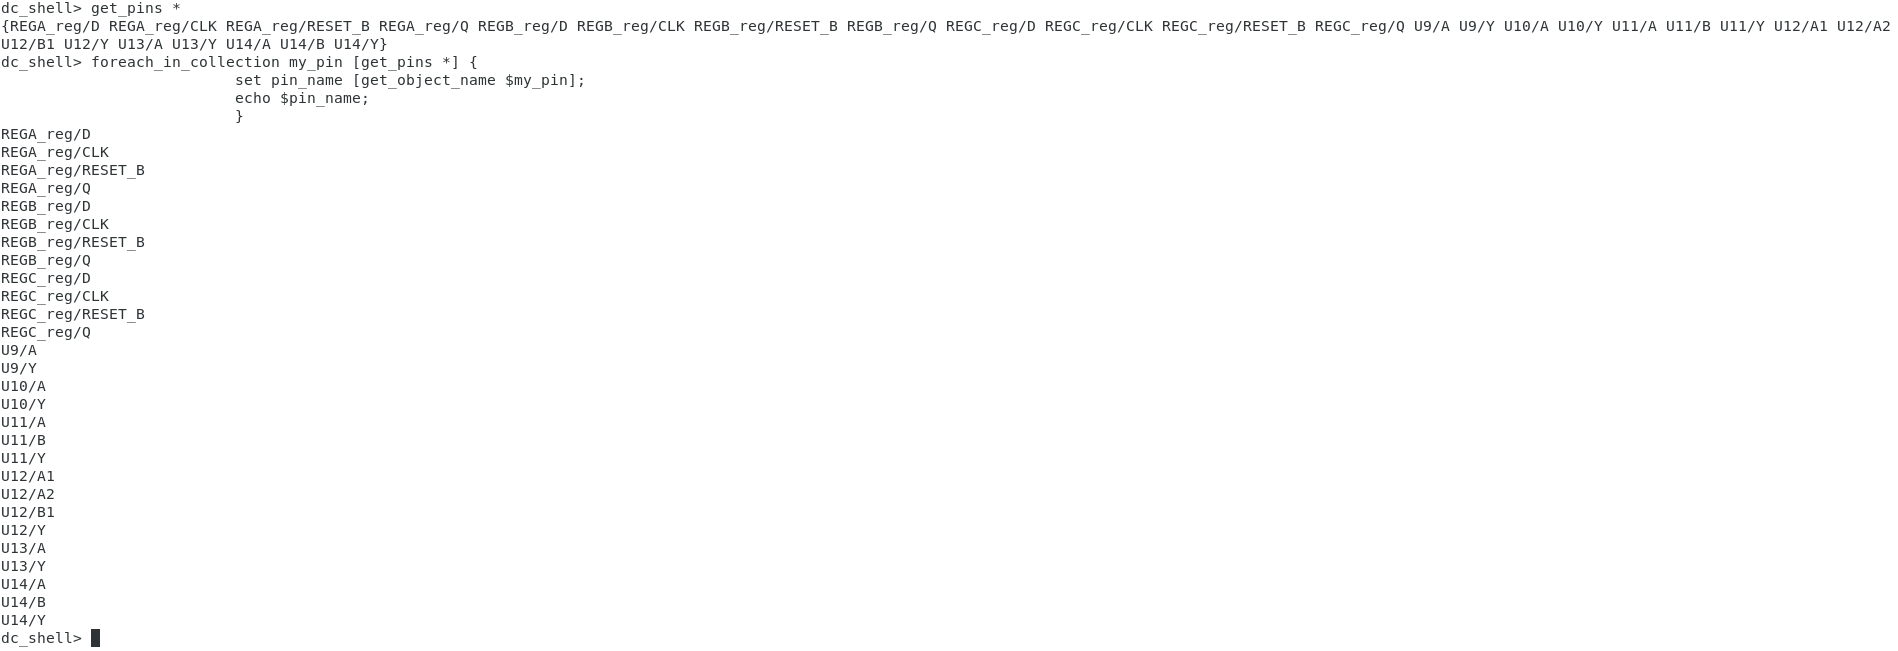 dc_shell> get_pins *
{REGA_reg/D REGA_reg/CLK REGA_reg/RESET_B REGA_reg/Q REGB_reg/D REGB_reg/CLK REGB_reg/RESET_B REGB_reg/Q REGC_reg/D REGC_reg/CLK REGC_reg/RESET_B REGC_reg/Q U9/A U9/Y U10/A U10/Y U11/A U11/B U11/Y U12/A1 U12/A2
U12/B1 U12/Y U13/A U13/Y U14/A U14/B U14/Y}
dc_shell> foreach_in_collection my_pin [get_pins *] {
set pin_name [get_object_name $my_pin];
echo $pin_name;
}
REGA_reg/D
REGA_reg/CLK
REGA_reg/RESET_B
REGA_reg/Q
REGB_reg/D
REGB_reg/CLK
REGB_reg/RESET_B
REGB_reg/Q
REGC_reg/D
REGC_reg/CLK
REGC_reg/RESET_B
REGC_reg/Q
U9/A
U9/Y
U10/A
U10/Y
U11/A
U11/B
U11/Y
U12/A1
U12/A2
U12/B1
U12/Y
U13/A
U13/Y
U14/A
U14/B
U14/Y
dc_shell>